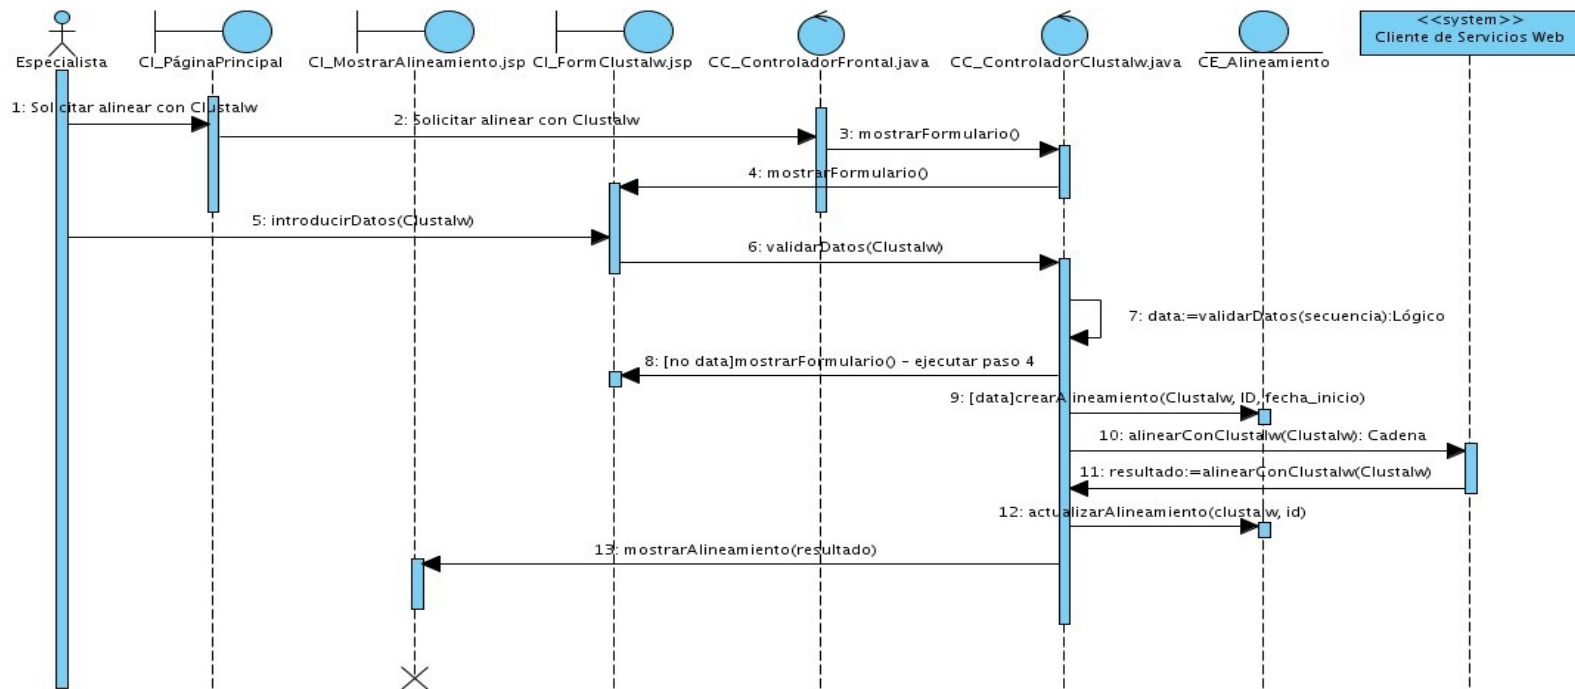 <<system>>
Cliente de Servicios Web
Especialista
CI_PáginaPrincipal
CI_MostrarAlineamiento.jsp
CI_FormClustalw.jsp
CC_ControladorFrontal.java
CC_ControladorClustalw.java
CE_Alineamiento
1: Solicitar alinear con Clustalw
2: Solicitar alinear con Clustalw
3: mostrarFormulario()
4: mostrarFormulario()
5: introducirDatos(Clustalw)
6: validarDatos(Clustalw)
7: data:=validarDatos(secuencia):Lógico
8: [no data]mostrarFormulario() – ejecutar paso 4
9: [data]crearAlineamiento(Clustalw, ID, fecha_inicio)
10: alinearConClustalw(Clustalw): Cadena
11: resultado:=alinearConClustalw(Clustalw)
12: actualizarAlineamiento(clustalw, id)
13: mostrarAlineamiento(resultado)